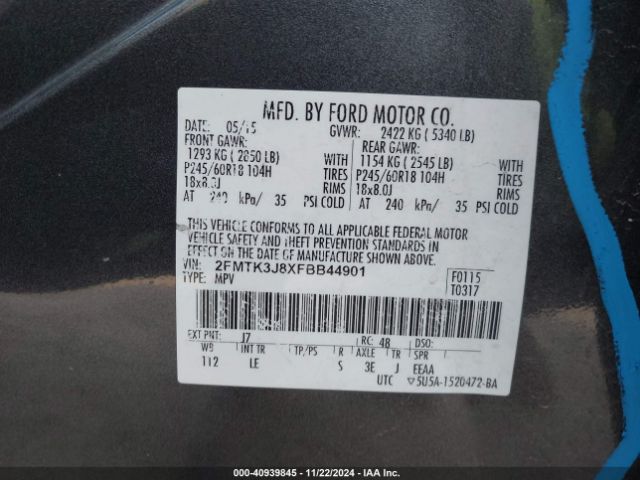 MFD. BY FORD MOTOR CO.
DATE: 05/15 GVWR: 2422 KG ( 5340 LB)
FRONT GAWR: REAR GAWR:
1293 KG ( 2850 LB) WITH 1154 KG ( 2545 LB) WITH
P245/60R18 104H TIRES P245/60R18 104H TIRES
18x8.0J RIMS 18x8.0J RIMS
AT 240 kPa/ 35 PSI COLD AT 240 kPa/ 35 PSI COLD
THIS VEHICLE CONFORMS TO ALL APPLICABLE FEDERAL MOTOR
VEHICLE SAFETY AND THEFT PREVENTION STANDARDS IN
EFFECT ON THE DATE OF MANUFACTURE SHOWN ABOVE.
VIN: 2FMTK3J8XFBB44901
TYPE: MPV
F0115
T0317
EXT PNT: J7 RC: 48 DSO:
WB INT TR TP/PS R AXLE TR SPR
112 LE S 3E J EEAA
UTC ▽5U5A-1520472-BA
000-40939845 - 11/22/2024 - IAA Inc.